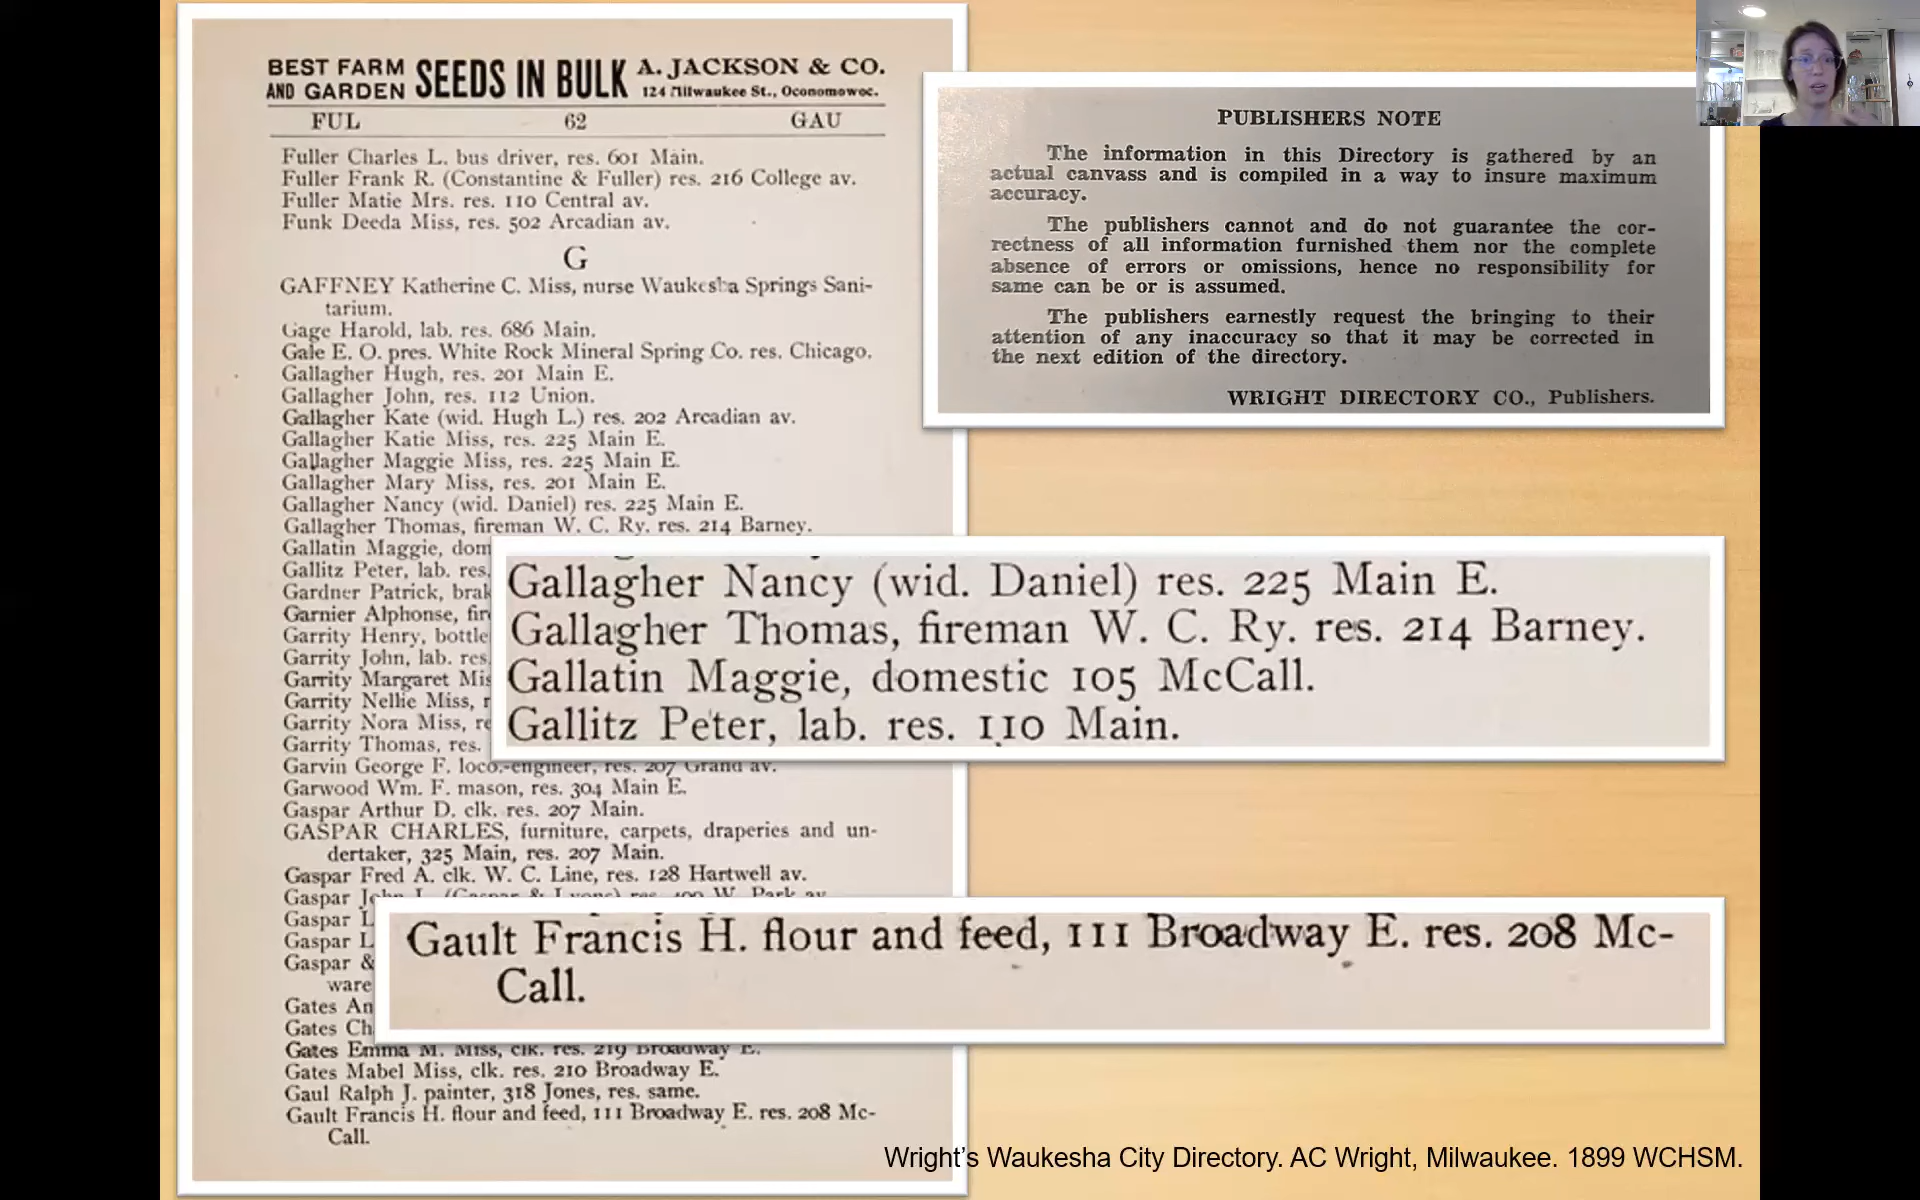 BEST FARM AND GARDEN SEEDS IN BULK A. JACKSON & CO.
124 Milwaukee St., Oconomowoc.
FUL 62 GAU
Fuller Charles L. bus driver, res. 601 Main.
Fuller Frank R. (Constantine & Fuller) res. 216 College av.
Fuller Matie Mrs. res. 110 Central av.
Funk Deeda Miss, res. 502 Arcadian av.
G
GAFFNEY Katherine C. Miss, nurse Waukesha Springs Sani-
tarium.
Gage Harold, lab. res. 686 Main.
Gale E. O. pres. White Rock Mineral Spring Co. res. Chicago.
Gallagher Hugh, res. 201 Main E.
Gallagher John, res. 112 Union.
Gallagher Kate (wid. Hugh L.) res. 202 Arcadian av.
Gallagher Katie Miss, res. 225 Main E.
Gallagher Maggie Miss, res. 225 Main E.
Gallagher Mary Miss, res. 201 Main E.
Gallagher Nancy (wid. Daniel) res. 225 Main E.
Gallagher Thomas, fireman W. C. Ry. res. 214 Barney.
Gallatin Maggie, dom
Gallitz Peter, lab. res.
Gardner Patrick, brak
Garnier Alphonse, fir
Garrity Henry, bottle
Garrity John, lab. res.
Garrity Margaret Mis
Garrity Nellie Miss, r
Garrity Nora Miss, re
Garrity Thomas, res.
Garvin George F. loco.-engineer, res. 207 Grand av.
Garwood Wm. F. mason, res. 304 Main E.
Gaspar Arthur D. clk. res. 207 Main.
GASPAR CHARLES, furniture, carpets, draperies and un-
dertaker, 325 Main, res. 207 Main.
Gaspar Fred A. clk. W. C. Line, res. 128 Hartwell av.
Gaspar John L. (Gaspar & Lyons) res. W. Park av.
Gaspar L
Gaspar L
Gaspar &
ware
Gates An
Gates Ch
Gates Emma M. Miss, clk. res. 219 Broadway E.
Gates Mabel Miss, clk. res. 210 Broadway E.
Gaul Ralph J. painter, 318 Jones, res. same.
Gault Francis H. flour and feed, 111 Broadway E. res. 208 Mc-
Call.
PUBLISHERS NOTE
The information in this Directory is gathered by an
actual canvass and is compiled in a way to insure maximum
accuracy.
The publishers cannot and do not guarantee the cor-
rectness of all information furnished them nor the complete
absence of errors or omissions, hence no responsibility for
same can be or is assumed.
The publishers earnestly request the bringing to their
attention of any inaccuracy so that it may be corrected in
the next edition of the directory.
WRIGHT DIRECTORY CO., Publishers.
Gallagher Nancy (wid. Daniel) res. 225 Main E.
Gallagher Thomas, fireman W. C. Ry. res. 214 Barney.
Gallatin Maggie, domestic 105 McCall.
Gallitz Peter, lab. res. 110 Main.
Gault Francis H. flour and feed, 111 Broadway E. res. 208 Mc-
Call.
Wright's Waukesha City Directory. AC Wright, Milwaukee. 1899 WCHSM.